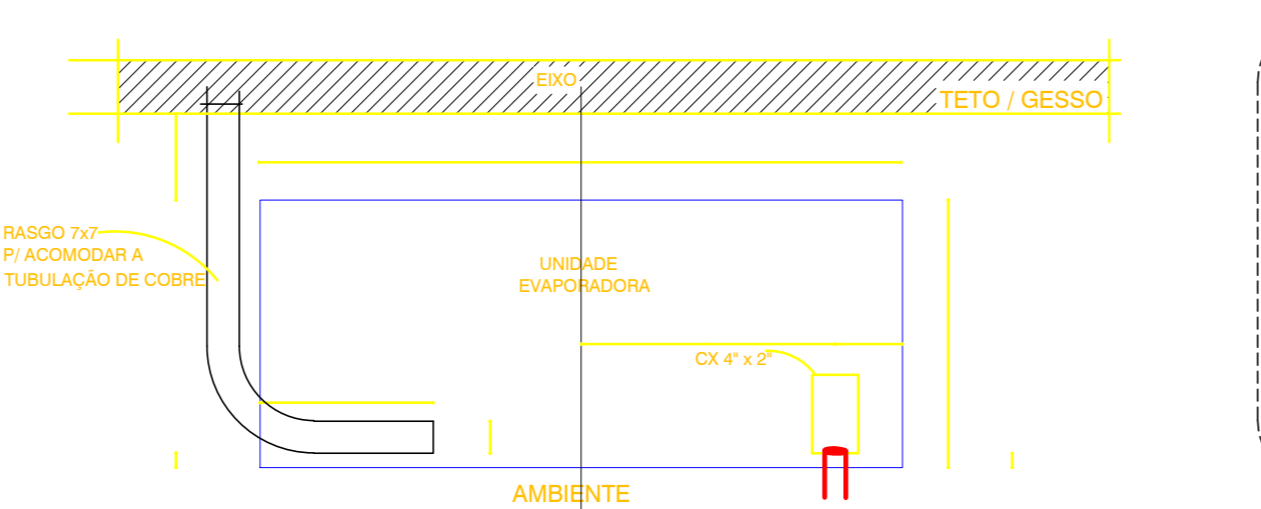 EIXO
TETO / GESSO
RASGO 7x7
P/ ACOMODAR A
TUBULAÇÃO DE COBRE
UNIDADE
EVAPORADORA
CX 4" x 2"
AMBIENTE